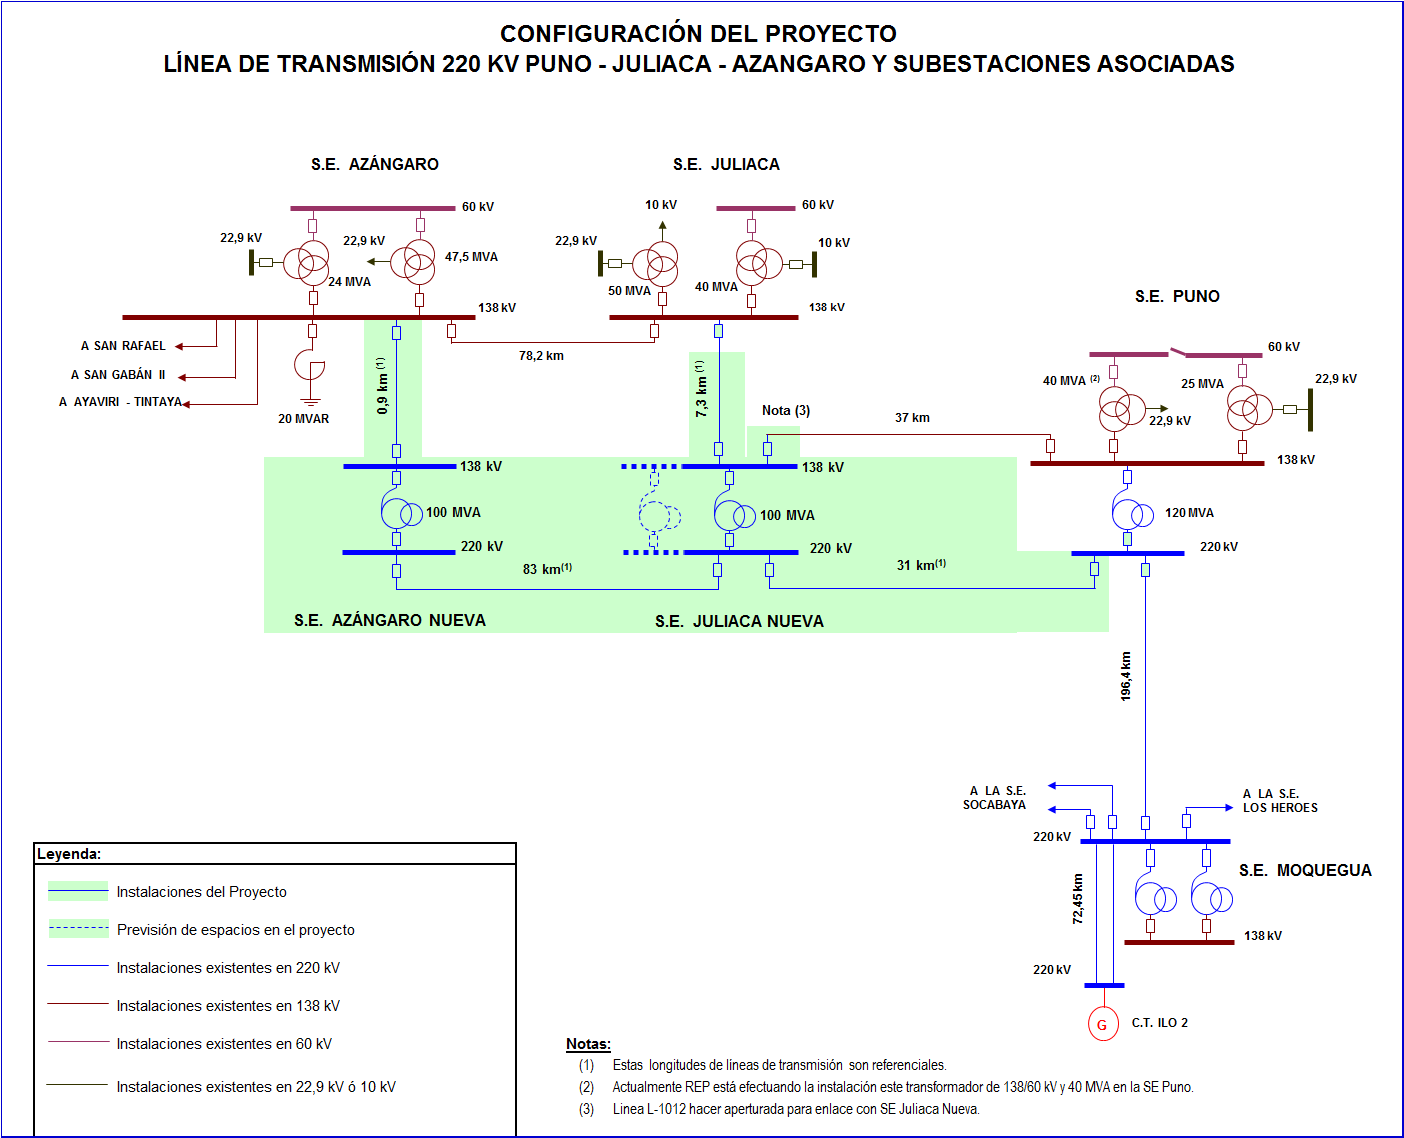 CONFIGURACIÓN DEL PROYECTO
LÍNEA DE TRANSMISIÓN 220 KV PUNO - JULIACA - AZANGARO Y SUBESTACIONES ASOCIADAS
S.E. AZÁNGARO
S.E. JULIACA
60 kV
10 kV
60 kV
22,9 kV
22,9 kV
47,5 MVA
24 MVA
22,9 kV
10 kV
50 MVA
40 MVA
138 kV
138 kV
S.E. PUNO
A SAN RAFAEL
A SAN GABÁN II
A AYAVIRI - TINTAYA
20 MVAR
0,9 km (1)
78,2 km
7,3 km (1)
Nota (3)
37 km
60 kV
40 MVA (2)
25 MVA
22,9 kV
22,9 kV
138 kV
138 kV
138 kV
100 MVA
100 MVA
120 MVA
220 kV
220 kV
220 kV
83 km(1)
31 km(1)
S.E. AZÁNGARO NUEVA
S.E. JULIACA NUEVA
196,4 km
A LA S.E.
SOCABAYA
A LA S.E.
LOS HEROES
220 kV
S.E. MOQUEGUA
72,45 km
138 kV
220 kV
G
C.T. ILO 2
Leyenda:
Instalaciones del Proyecto
Previsión de espacios en el proyecto
Instalaciones existentes en 220 kV
Instalaciones existentes en 138 kV
Instalaciones existentes en 60 kV
Instalaciones existentes en 22,9 kV ó 10 kV
Notas:
(1) Estas longitudes de líneas de transmisión son referenciales.
(2) Actualmente REP está efectuando la instalación este transformador de 138/60 kV y 40 MVA en la SE Puno.
(3) Linea L-1012 hacer aperturada para enlace con SE Juliaca Nueva.